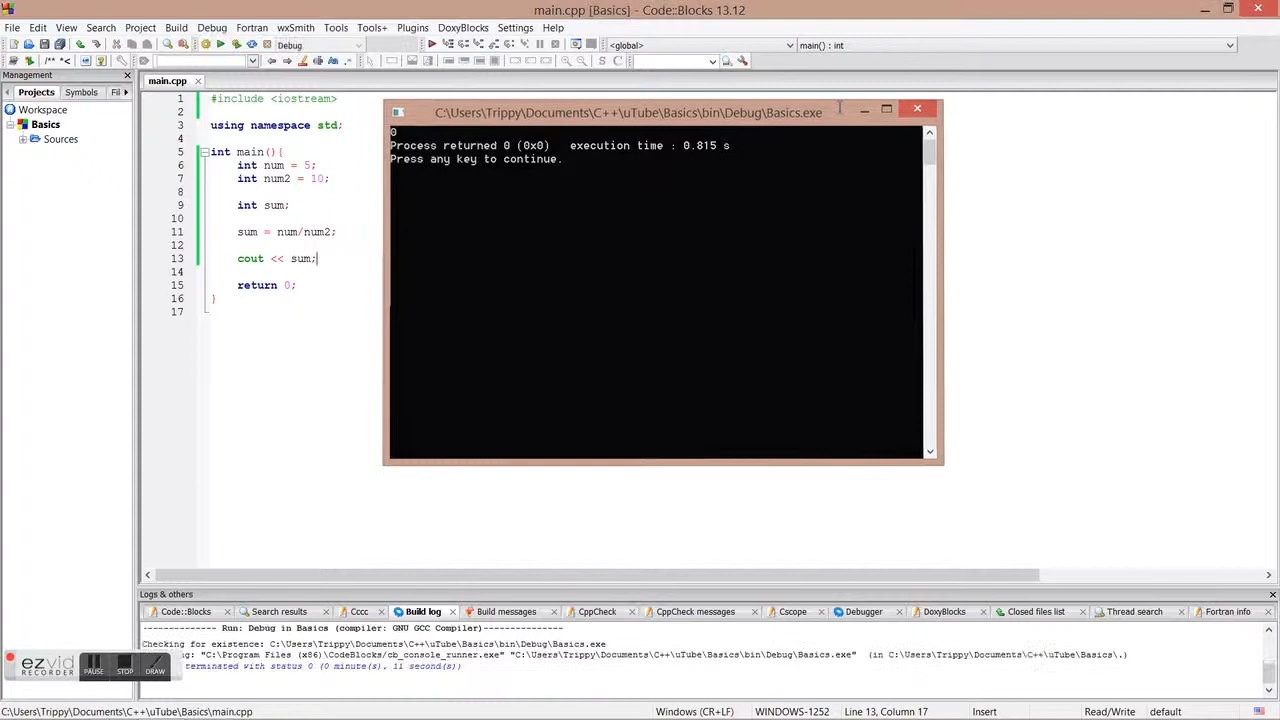 main.cpp [Basics] - Code::Blocks 13.12
File Edit View Search Project Build Debug Fortran wxSmith Tools Tools+ Plugins DoxyBlocks Settings Help
Debug
<global>
main() : int
/** *<
S C
Management
Projects Symbols Fil
Workspace
Basics
Sources
main.cpp
1 #include <iostream>
2
3 using namespace std;
4
5 int main(){
6 int num = 5;
7 int num2 = 10;
8
9 int sum;
10
11 sum = num/num2;
12
13 cout << sum;
14
15 return 0;
16 }
17
C:\Users\Trippy\Documents\C++\uTube\Basics\bin\Debug\Basics.exe
0
Process returned 0 (0x0) execution time : 0.815 s
Press any key to continue.
Logs & others
Code::Blocks Search results Cccc Build log Build messages CppCheck CppCheck messages Cscope Debugger DoxyBlocks Closed files list Thread search Fortran info
-------------- Run: Debug in Basics (compiler: GNU GCC Compiler)---------------
Checking for existence: C:\Users\Trippy\Documents\C++\uTube\Basics\bin\Debug\Basics.exe
"C:\Program Files (x86)\CodeBlocks/cb_console_runner.exe" "C:\Users\Trippy\Documents\C++\uTube\Basics\bin\Debug\Basics.exe" (in C:\Users\Trippy\Documents\C++\uTube\Basics\.)
terminated with status 0 (0 minute(s), 11 second(s))
ezvid
RECORDER
PAUSE STOP DRAW
C:\Users\Trippy\Documents\C++\uTube\Basics\main.cpp Windows (CR+LF) WINDOWS-1252 Line 13, Column 17 Insert Read/Write default